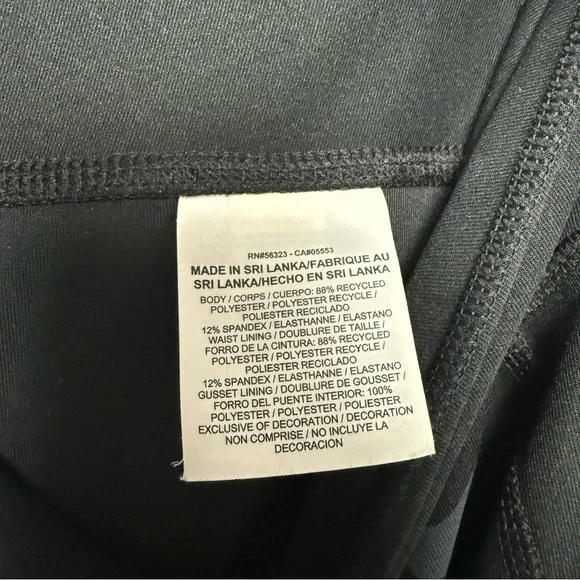 RN#56323 - CA#05553
MADE IN SRI LANKA/FABRIQUE AU
SRI LANKA/HECHO EN SRI LANKA
BODY / CORPS / CUERPO: 88% RECYCLED
POLYESTER / POLYESTER RECYCLE /
POLIESTER RECICLADO
12% SPANDEX / ELASTHANNE / ELASTANO
WAIST LINING / DOUBLURE DE TAILLE /
FORRO DE LA CINTURA: 88% RECYCLED
POLYESTER / POLYESTER RECYCLE /
POLIESTER RECICLADO
12% SPANDEX / ELASTHANNE / ELASTANO
GUSSET LINING / DOUBLURE DE GOUSSET /
FORRO DEL PUENTE INTERIOR: 100%
POLYESTER / POLYESTER / POLIESTER
EXCLUSIVE OF DECORATION / DECORATION
NON COMPRISE / NO INCLUYE LA
DECORACION